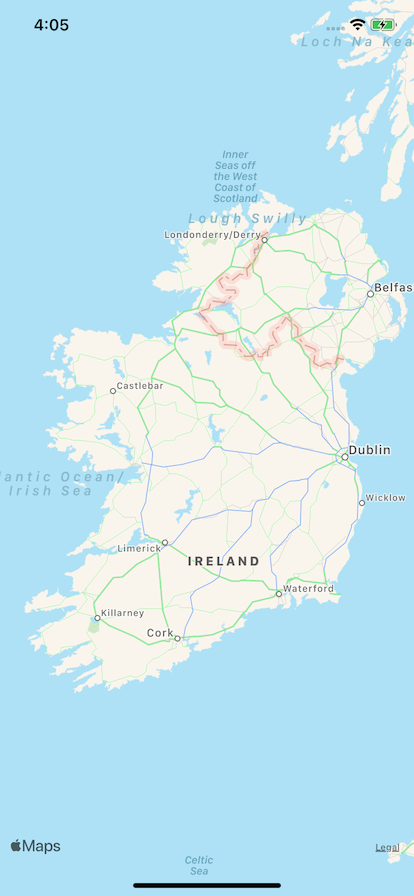 4:05
Loch Na Kea
Inner
Seas off
the West
Coast of
Scotland
Lough Swilly
Londonderry/Derry
Belfas
Castlebar
Dublin
lantic Ocean/
Irish Sea
Wicklow
Limerick
IRELAND
Waterford
Killarney
Cork
Maps
Legal
Celtic
Sea